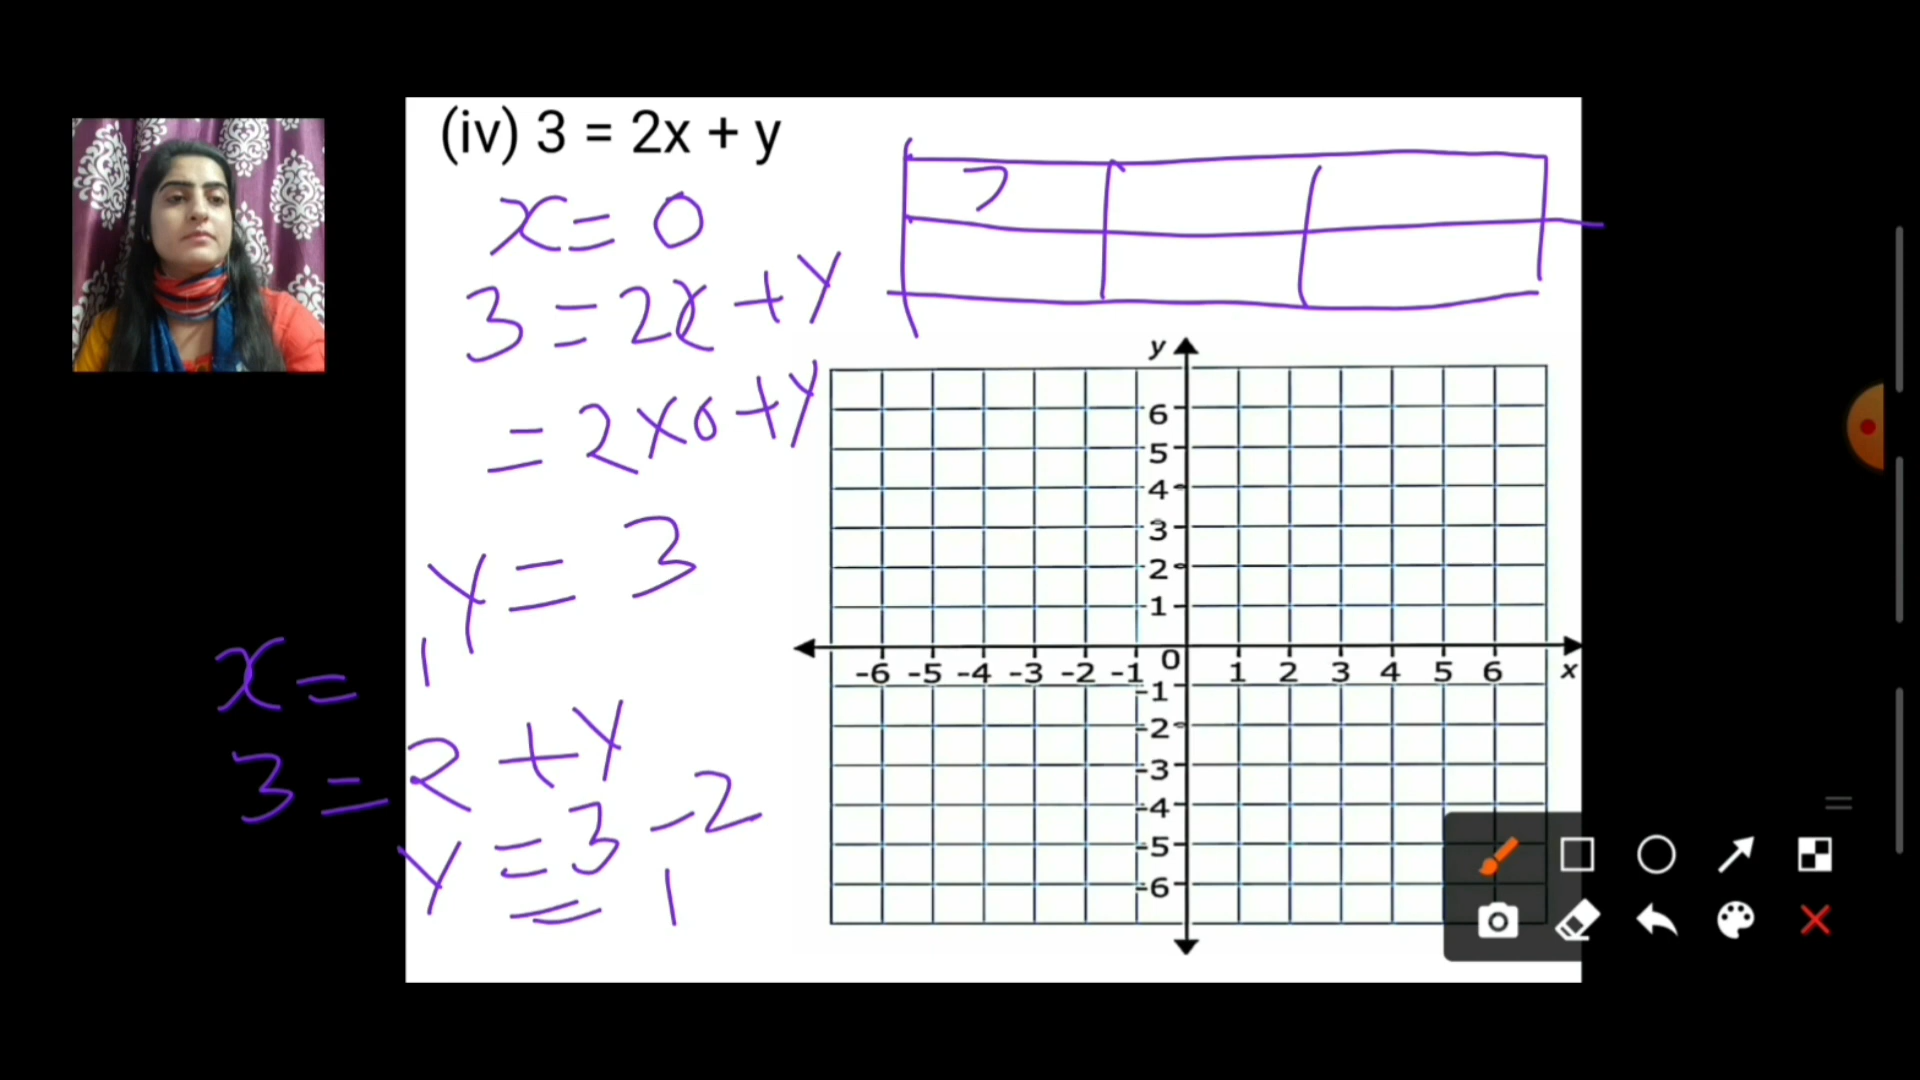 (iv) 3 = 2x + y
x = 0
3 = 2x + y
= 2x0 + y
y = 3
x = 1
3 = 2 + y
y = 3 - 2
= 1
y
6
5
4
3
2
1
-6 -5 -4 -3 -2 -1 0 1 2 3 4 5 6 x
-1
-2
-3
-4
-5
-6